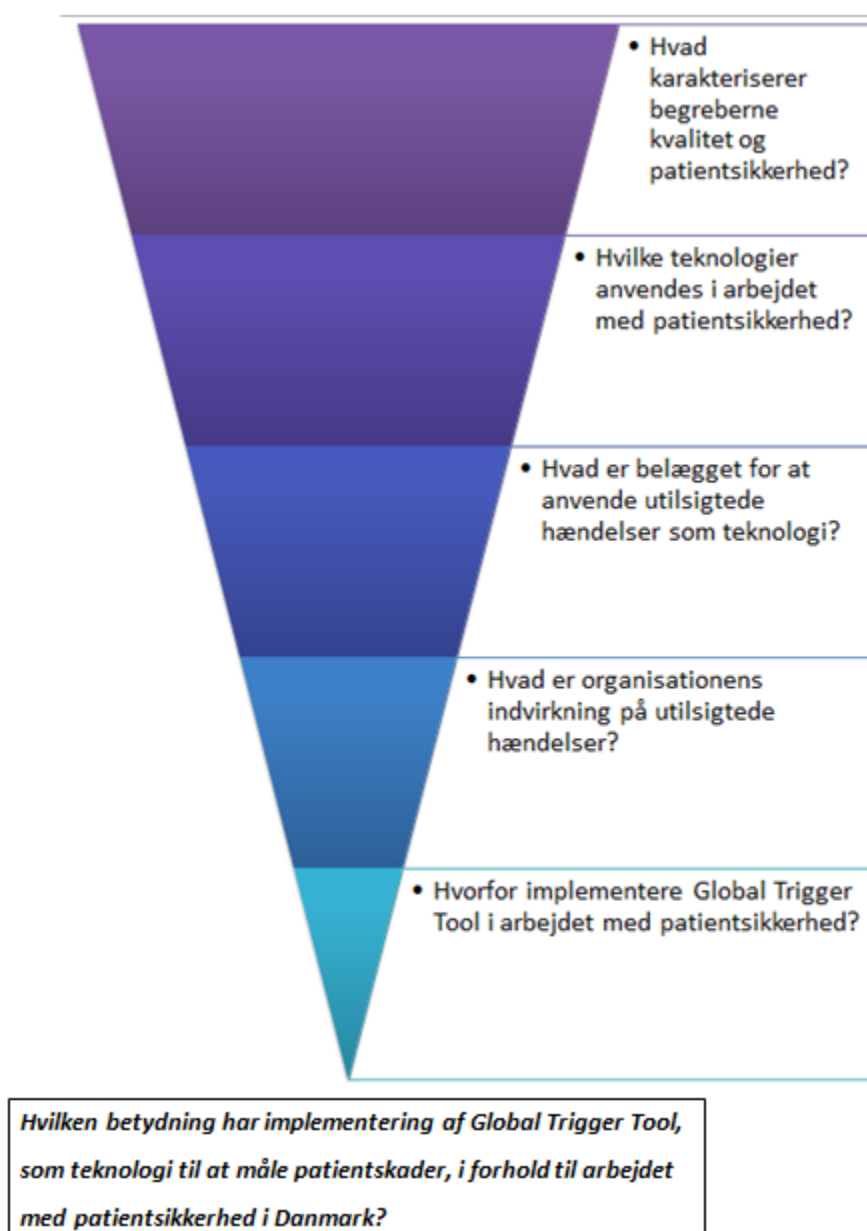 • Hvad
karakteriserer
begreberne
kvalitet og
patientsikkerhed?
• Hvilke teknologier
anvendes i arbejdet
med patientsikkerhed?
• Hvad er belægget for at
anvende utilsigtede
hændelser som teknologi?
• Hvad er organisationens
indvirkning på utilsigtede
hændelser?
• Hvorfor implementere Global Trigger
Tool i arbejdet med patientsikkerhed?
Hvilken betydning har implementering af Global Trigger Tool,
som teknologi til at måle patientskader, i forhold til arbejdet
med patientsikkerhed i Danmark?